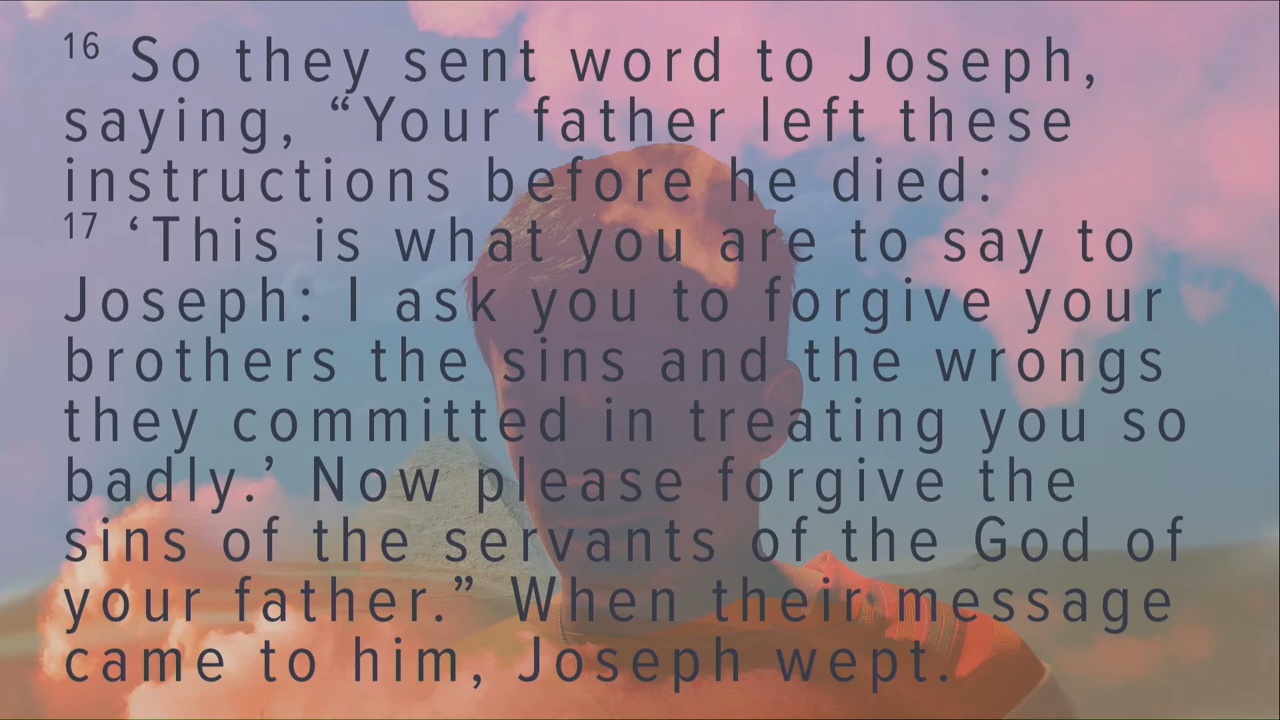 16 So they sent word to Joseph,
saying, “Your father left these
instructions before he died:
17 ‘This is what you are to say to
Joseph: I ask you to forgive your
brothers the sins and the wrongs
they committed in treating you so
badly.’ Now please forgive the
sins of the servants of the God of
your father.” When their message
came to him, Joseph wept.